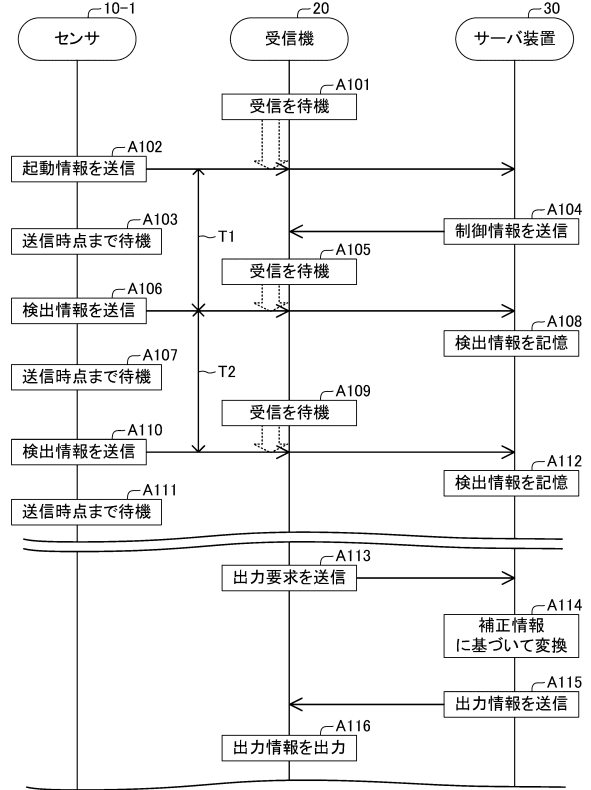 10-1
20
30
センサ
受信機
サーバ装置
A101
受信を待機
A102
起動情報を送信
A103
送信時点まで待機
T1
A104
制御情報を送信
A105
受信を待機
A106
検出情報を送信
A108
検出情報を記憶
A107
送信時点まで待機
T2
A109
受信を待機
A110
検出情報を送信
A112
検出情報を記憶
A111
送信時点まで待機
A113
出力要求を送信
A114
補正情報
に基づいて変換
A115
出力情報を送信
A116
出力情報を出力